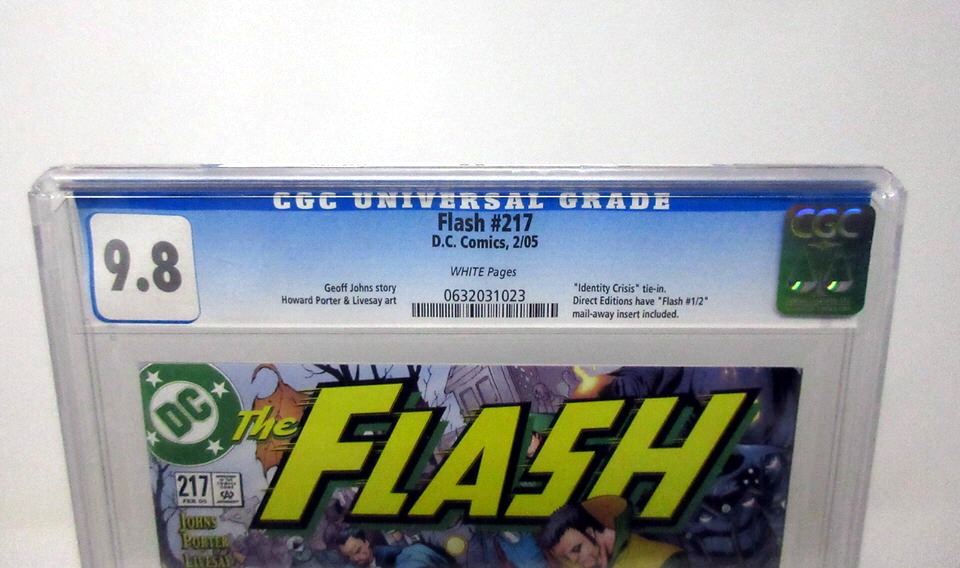 CGC UNIVERSAL GRADE
9.8
Flash #217
D.C. Comics, 2/05
WHITE Pages
Geoff Johns story
Howard Porter & Livesay art
0632031023
"Identity Crisis" tie-in.
Direct Editions have "Flash #1/2"
mail-away insert included.
CGC
DC
The
FLASH
217
FEB. 05
JOHNS
PORTER
LIVESAY